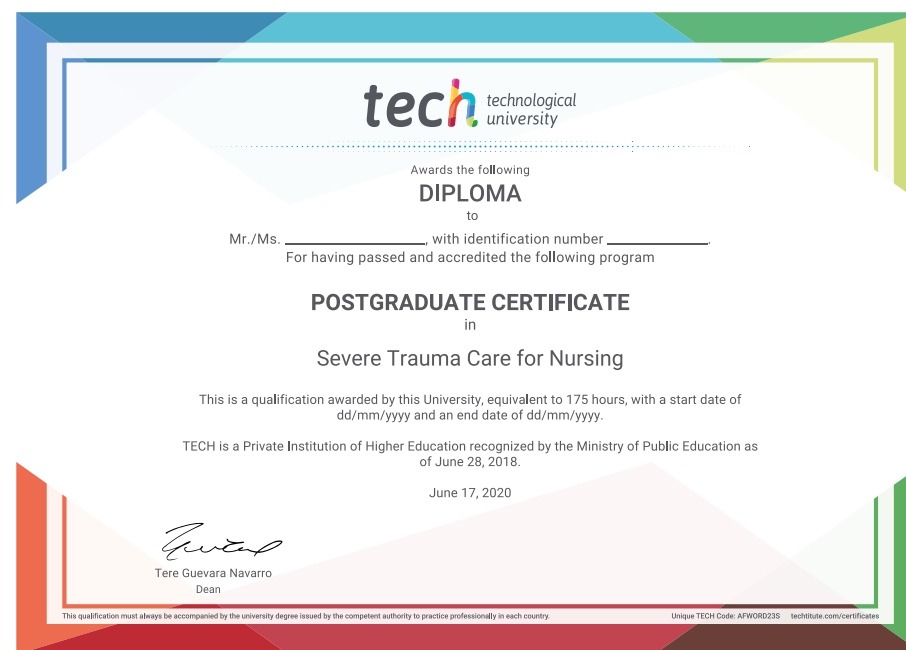 tech technological
university
Awards the following
DIPLOMA
to
Mr./Ms. ____________, with identification number ____________.
For having passed and accredited the following program
POSTGRADUATE CERTIFICATE
in
Severe Trauma Care for Nursing
This is a qualification awarded by this University, equivalent to 175 hours, with a start date of
dd/mm/yyyy and an end date of dd/mm/yyyy.
TECH is a Private Institution of Higher Education recognized by the Ministry of Public Education as
of June 28, 2018.
June 17, 2020
Tere Guevara Navarro
Dean
This qualification must always be accompanied by the university degree issued by the competent authority to practice professionally in each country.
Unique TECH Code: AFWORD23S techtitute.com/certificates